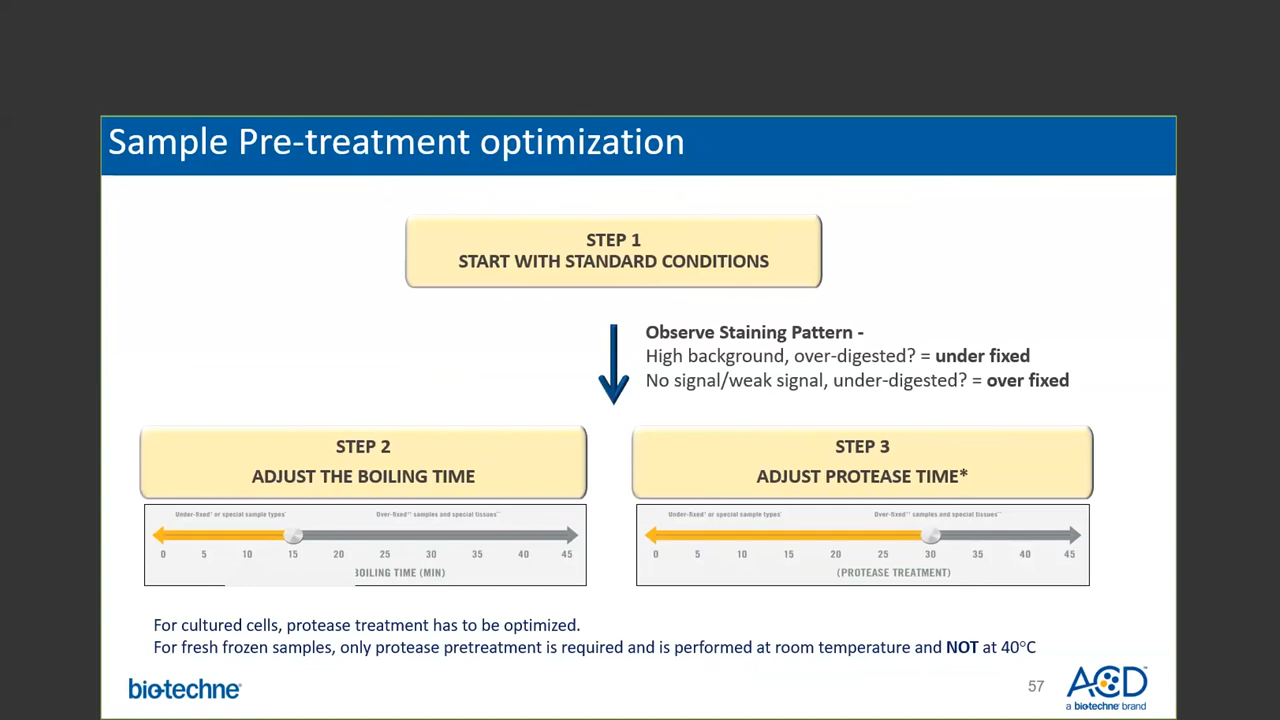 Sample Pre-treatment optimization
STEP 1
START WITH STANDARD CONDITIONS
Observe Staining Pattern -
High background, over-digested? = under fixed
No signal/weak signal, under-digested? = over fixed
STEP 2
ADJUST THE BOILING TIME
Under-fixed* or special sample types*
Over-fixed** samples and special tissues**
0 5 10 15 20 25 30 35 40 45
BOILING TIME (MIN)
STEP 3
ADJUST PROTEASE TIME*
Under-fixed* or special sample types*
Over-fixed** samples and special tissues**
0 5 10 15 20 25 30 35 40 45
(PROTEASE TREATMENT)
For cultured cells, protease treatment has to be optimized.
For fresh frozen samples, only protease pretreatment is required and is performed at room temperature and NOT at 40°C
bio-techne
57
ACD
a bio-techne brand